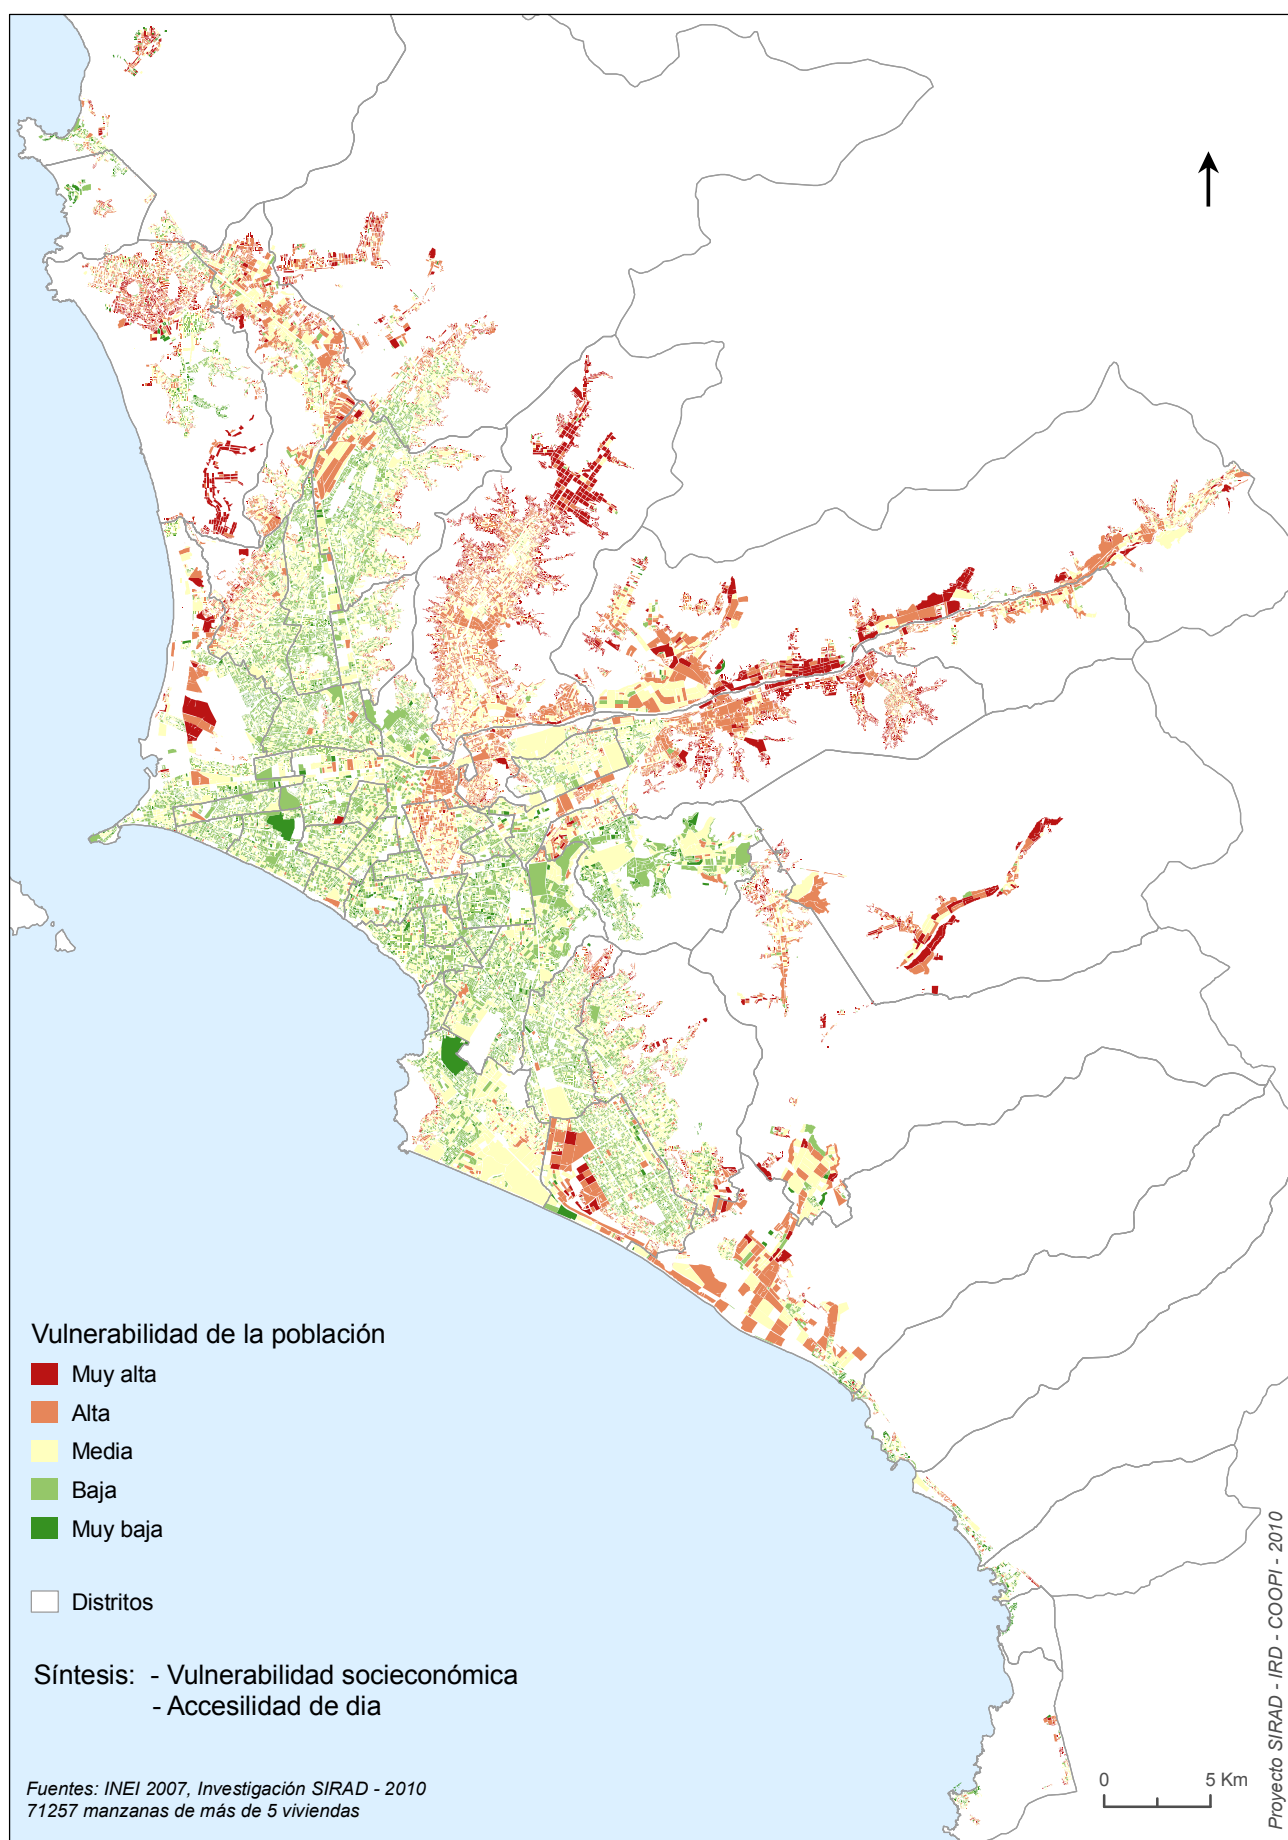 Vulnerabilidad de la población
Muy alta
Alta
Media
Baja
Muy baja
Distritos
Síntesis: - Vulnerabilidad socieconómica
- Accesilidad de dia
Fuentes: INEI 2007, Investigación SIRAD - 2010
71257 manzanas de más de 5 viviendas
0 5 Km
Proyecto SIRAD - IRD - COOPI - 2010